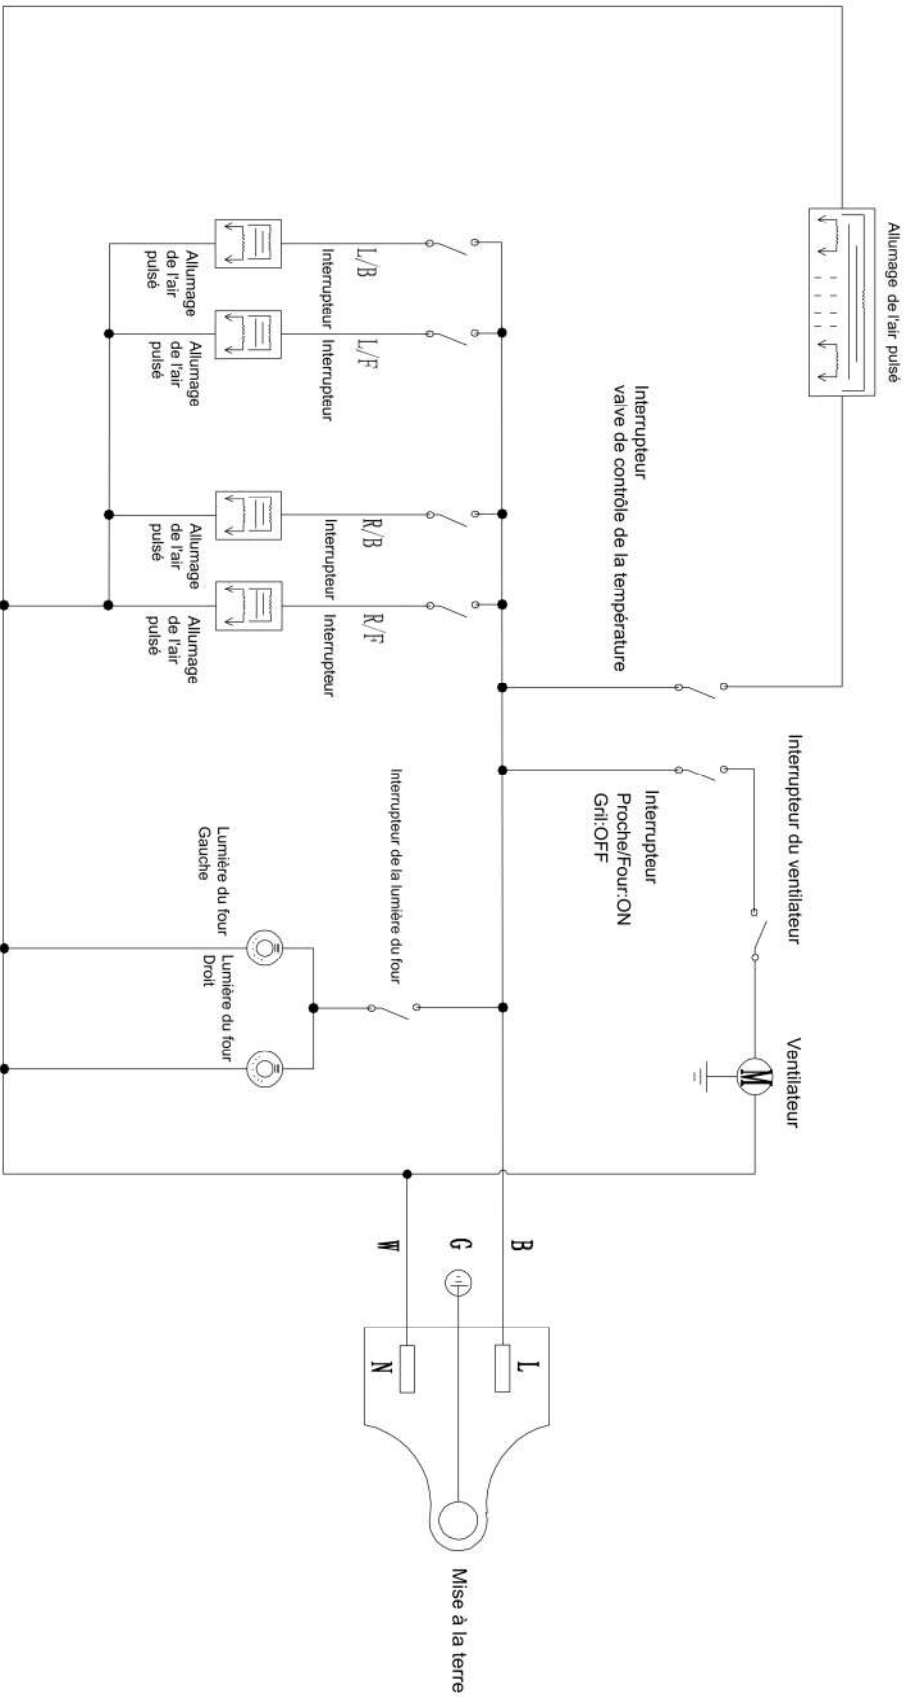 Allumage de l'air pulsé
Interrupteur du ventilateur
Ventilateur
M
Interrupteur
valve de contrôle de la température
Interrupteur
Proche/Four:ON
Gril:OFF
B
L
G
Mise à la terre
W
N
Interrupteur de la lumière du four
L/B
Interrupteur
L/F
Interrupteur
R/B
Interrupteur
R/F
Interrupteur
Lumière du four
Gauche
Lumière du four
Droit
Allumage
de l'air
pulsé
Allumage
de l'air
pulsé
Allumage
de l'air
pulsé
Allumage
de l'air
pulsé